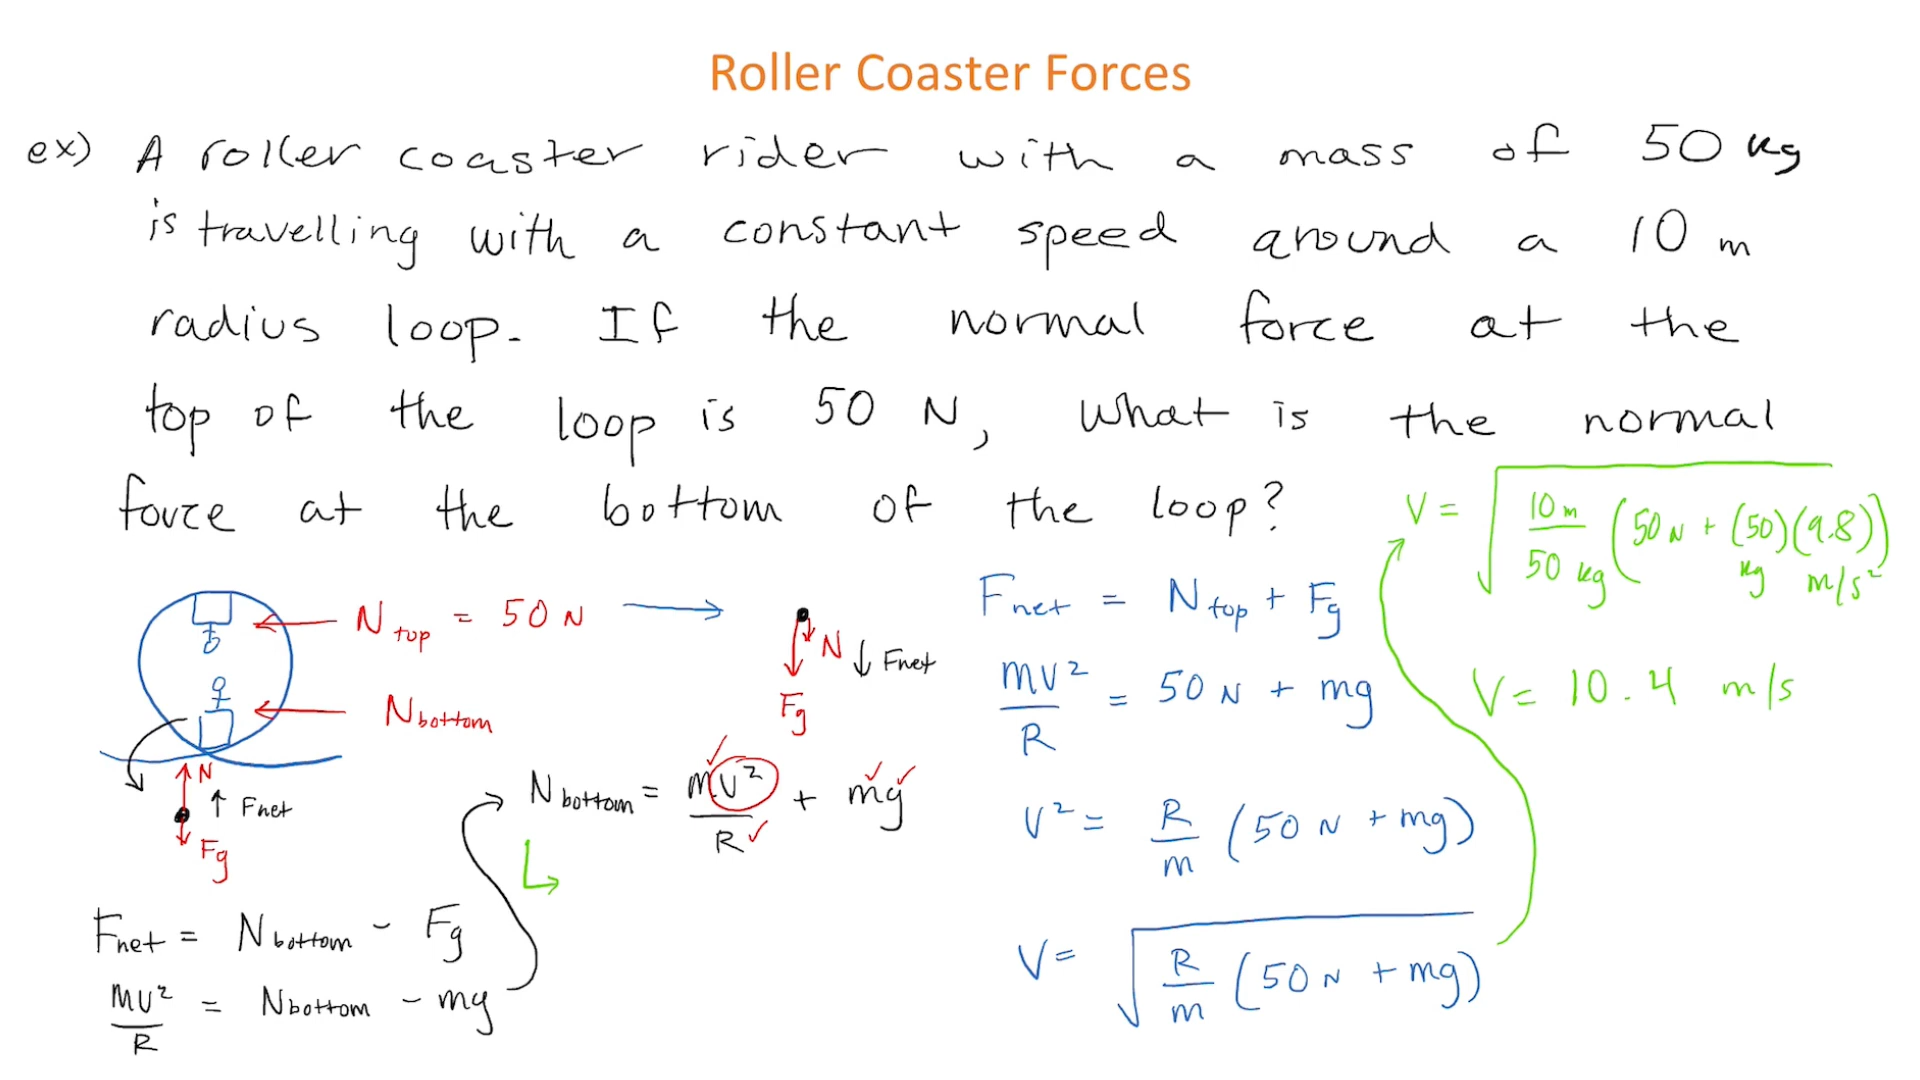 Roller Coaster Forces
ex) A roller coaster rider with a mass of 50 kg
is travelling with a constant speed around a 10 m
radius loop. If the normal force at the
top of the loop is 50 N, what is the normal
force at the bottom of the loop?
V = √(10 m / 50 kg (50 N + (50)(9.8)))
kg m/s²
V = 10.4 m/s
N top = 50 N
N bottom
N
Fg
↓ Fnet
N
↑ Fnet
Fg
Fnet = N bottom - Fg
mv²/R = N bottom - mg
N bottom = mv²/R + mg
Fnet = N top + Fg
mv²/R = 50 N + mg
v² = R/m (50 N + mg)
V = √(R/m (50 N + mg))